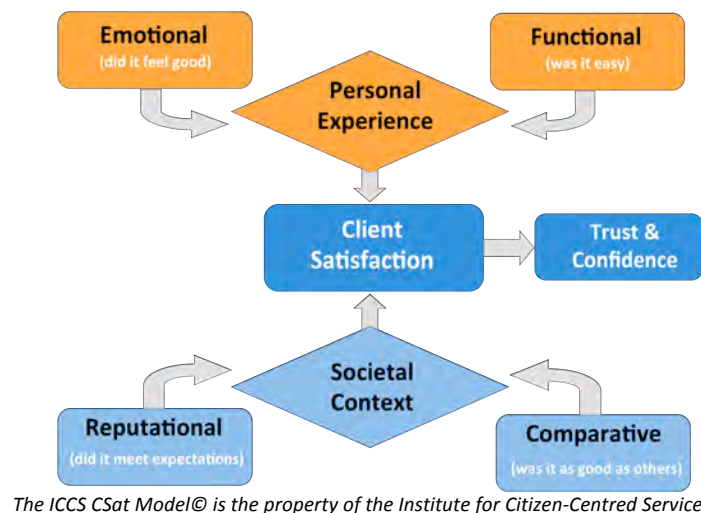 Emotional
(did it feel good)
Functional
(was it easy)
Personal
Experience
Client
Satisfaction
Trust &
Confidence
Societal
Context
Reputational
(did it meet expectations)
Comparative
(was it as good as others)
The ICCS CSat Model© is the property of the Institute for Citizen-Centred Service